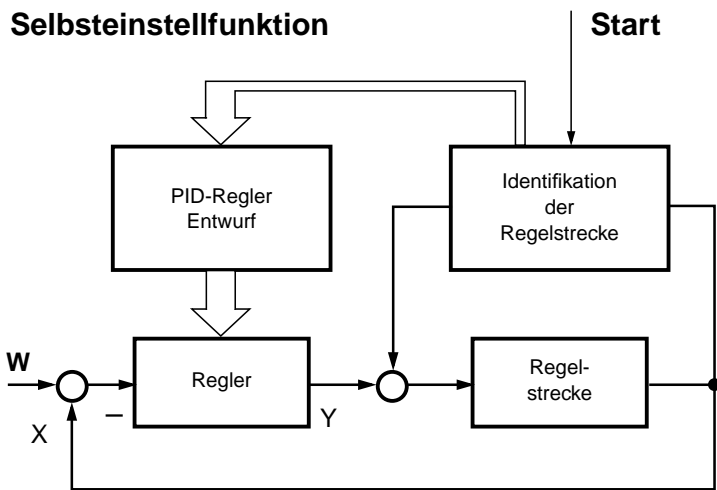 Selbsteinstellfunktion
Start
PID-Regler
Entwurf
Identifikation
der
Regelstrecke
W
Regler
Regel-
strecke
X
–
Y